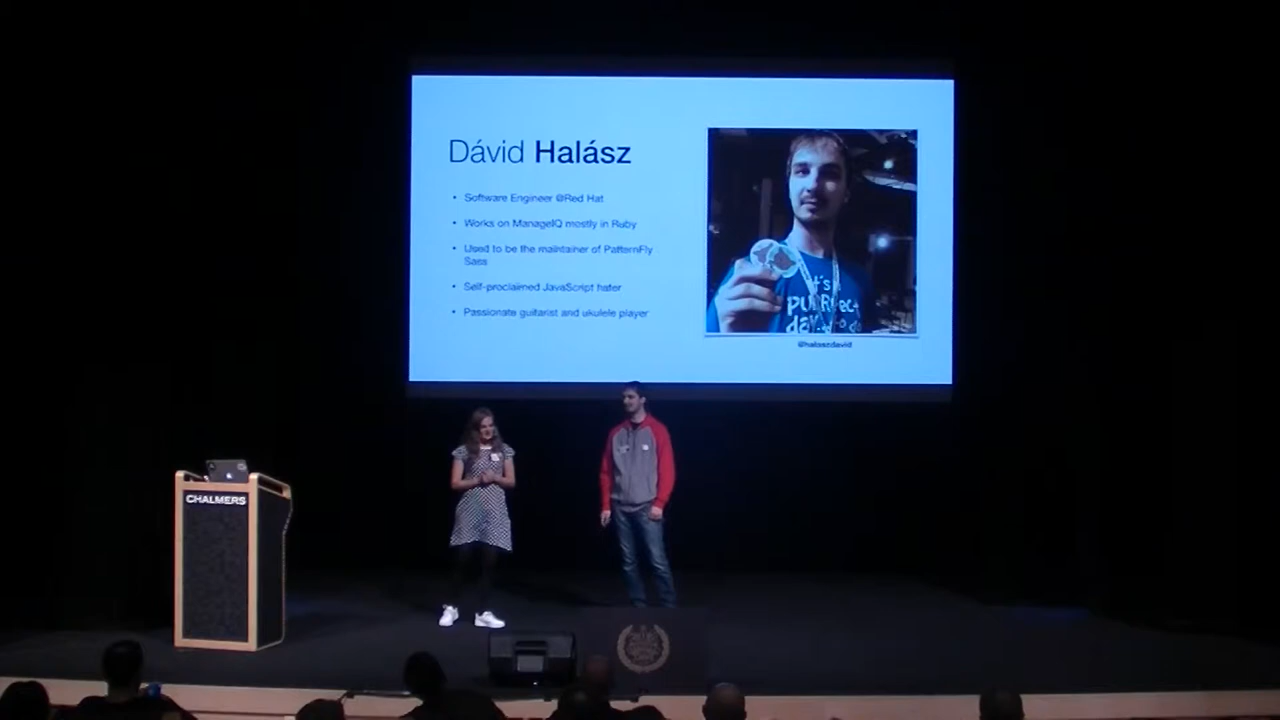 Dávid Halász
• Software Engineer @Red Hat
• Works on ManageIQ mostly in Ruby
• Used to be the maintainer of PatternFly
Sass
• Self-proclaimed JavaScript hater
• Passionate guitarist and ukulele player
@halaszdavid
CHALMERS